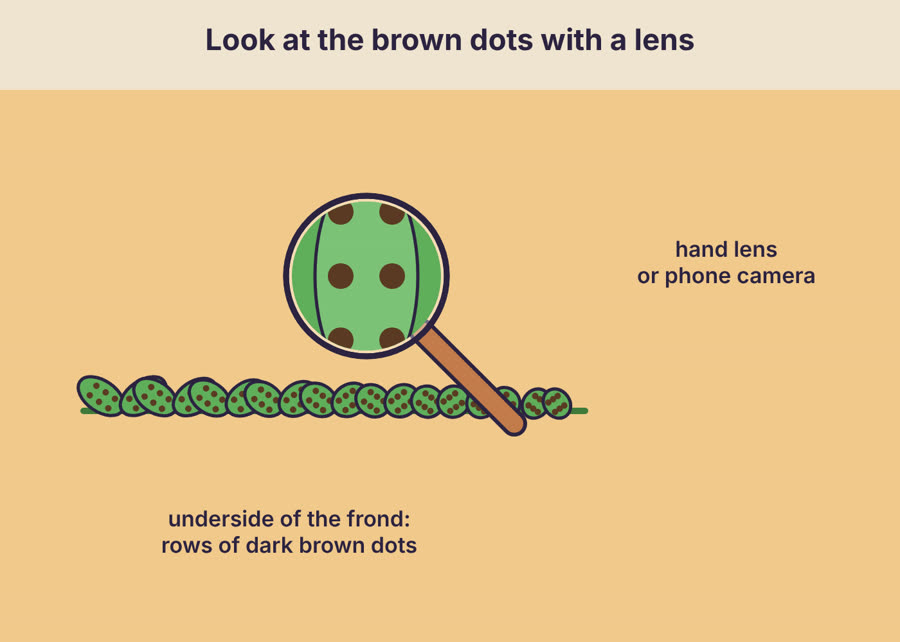 Look at the brown dots with a lens
hand lens
or phone camera
underside of the frond:
rows of dark brown dots